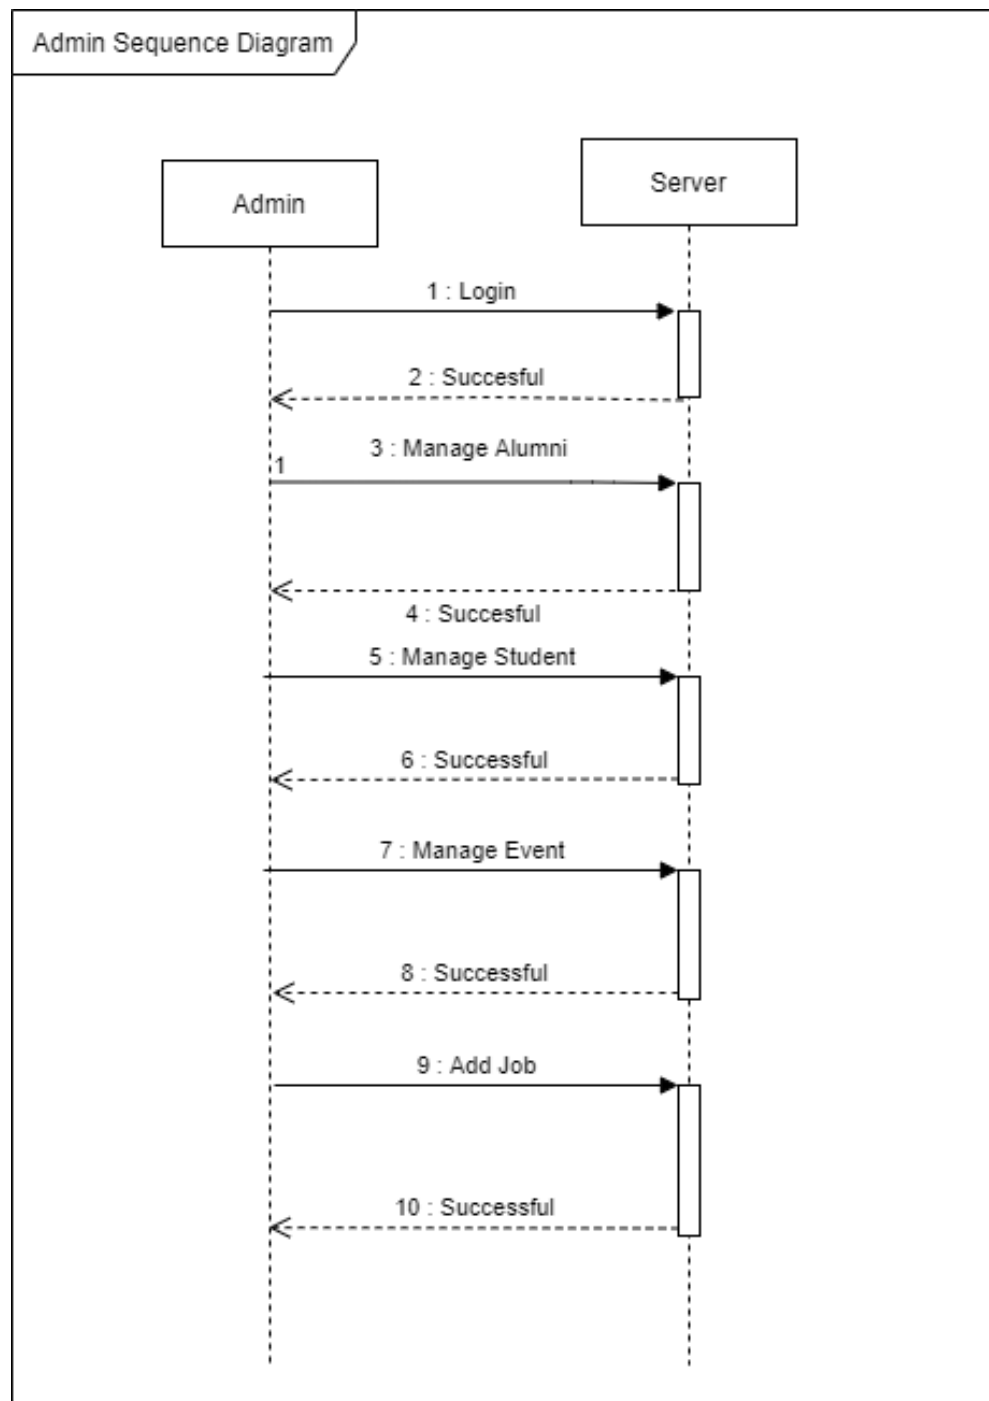 Admin Sequence Diagram
Server
Admin
1 : Login
2 : Succesful
3 : Manage Alumni
1
4 : Succesful
5 : Manage Student
6 : Successful
7 : Manage Event
8 : Successful
9 : Add Job
10 : Successful